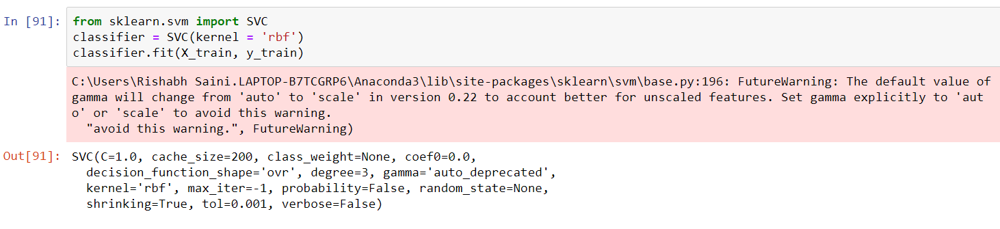 In [91]: from sklearn.svm import SVC
classifier = SVC(kernel = 'rbf')
classifier.fit(X_train, y_train)
C:\Users\Rishabh Saini.LAPTOP-B7TCGRP6\Anaconda3\lib\site-packages\sklearn\svm\base.py:196: FutureWarning: The default value of
gamma will change from 'auto' to 'scale' in version 0.22 to account better for unscaled features. Set gamma explicitly to 'aut
o' or 'scale' to avoid this warning.
  "avoid this warning.", FutureWarning)
Out[91]: SVC(C=1.0, cache_size=200, class_weight=None, coef0=0.0,
  decision_function_shape='ovr', degree=3, gamma='auto_deprecated',
  kernel='rbf', max_iter=-1, probability=False, random_state=None,
  shrinking=True, tol=0.001, verbose=False)